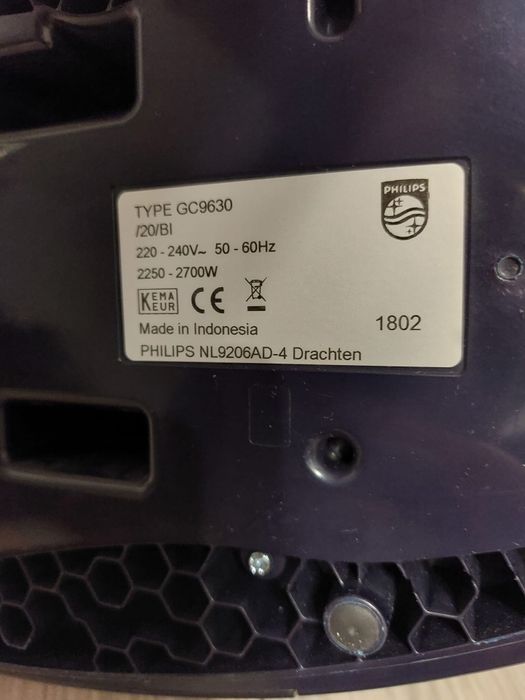 PHILIPS
TYPE GC9630
/20/BI
220 - 240V~ 50 - 60Hz
2250 - 2700W
KEMA
KEUR
CE
Made in Indonesia
1802
PHILIPS NL9206AD-4 Drachten